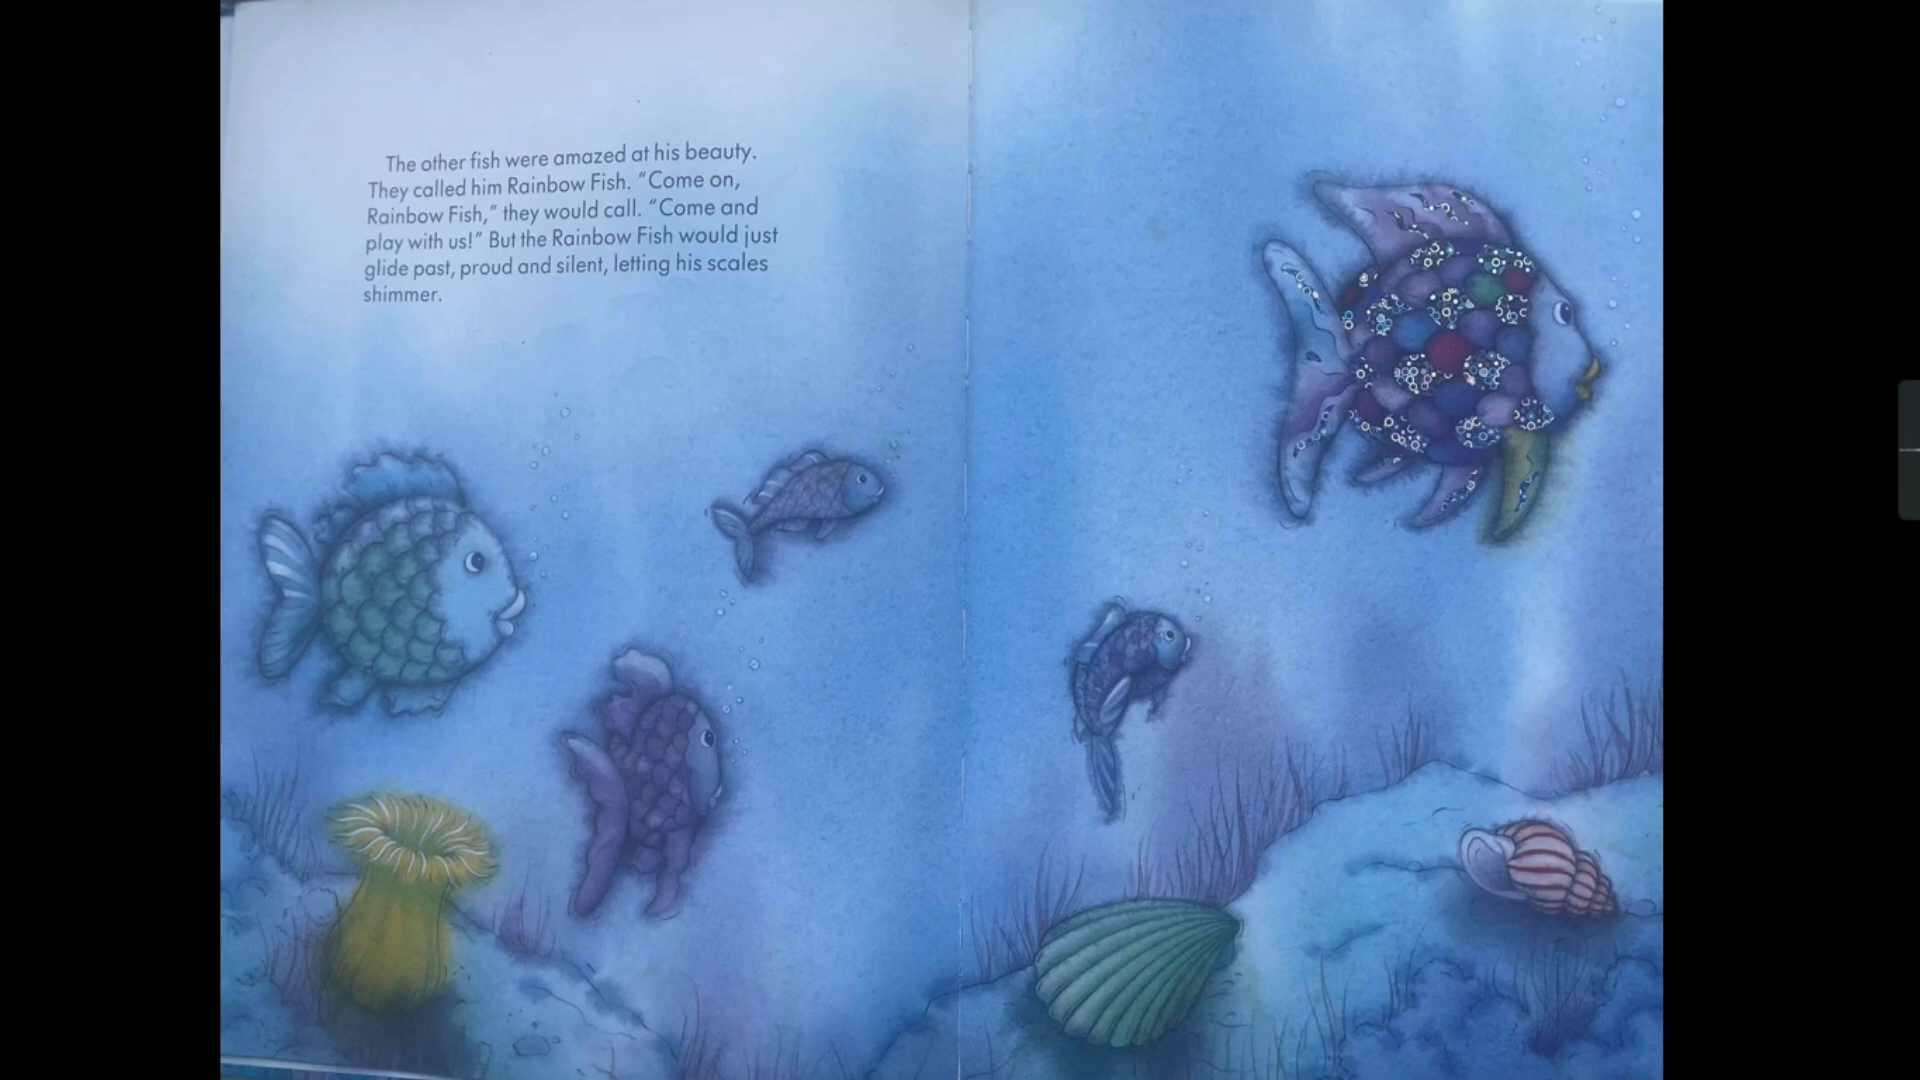 The other fish were amazed at his beauty.
They called him Rainbow Fish. “Come on,
Rainbow Fish,” they would call. “Come and
play with us!” But the Rainbow Fish would just
glide past, proud and silent, letting his scales
shimmer.